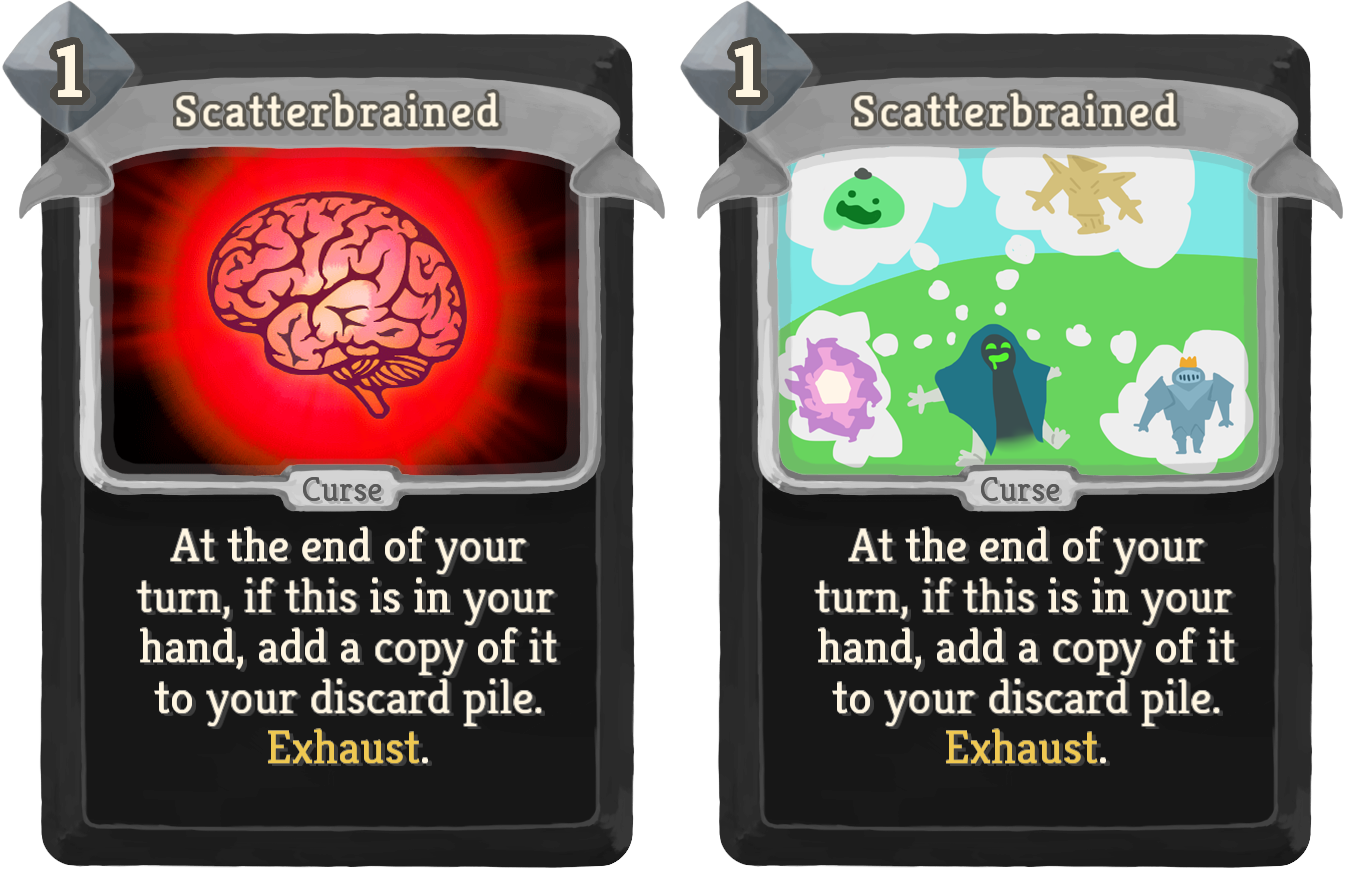 1
Scatterbrained
Curse
At the end of your
turn, if this is in your
hand, add a copy of it
to your discard pile.
Exhaust.
1
Scatterbrained
Curse
At the end of your
turn, if this is in your
hand, add a copy of it
to your discard pile.
Exhaust.